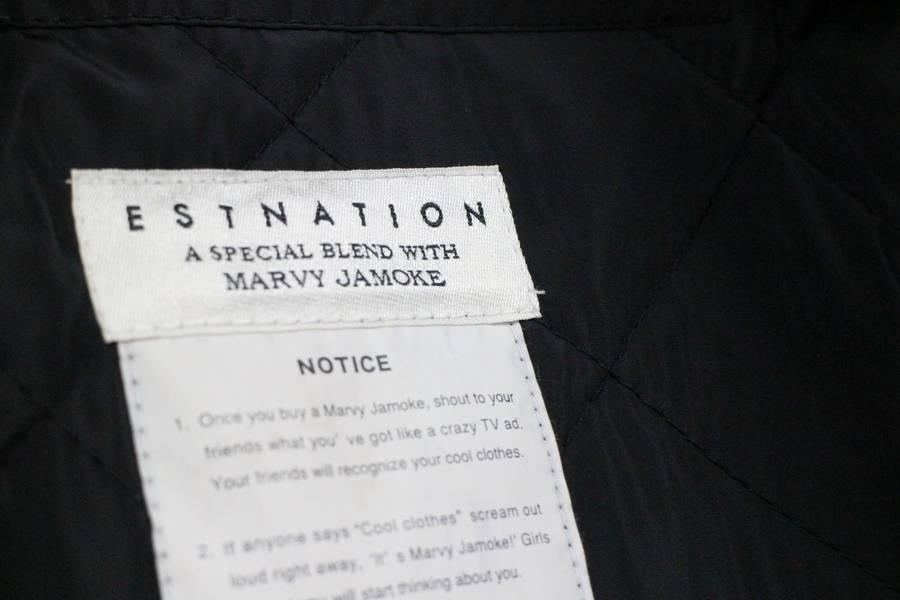 ESTNATION
A SPECIAL BLEND WITH
MARVY JAMOKE
NOTICE
1. Once you buy a Marvy Jamoke, shout to your
friends what you' ve got like a crazy TV ad.
Your friends will recognize your cool clothes.
2. If anyone says "Cool clothes" scream out
loud right away, "it' s Marvy Jamoke!' Girls
will start thinking about you.